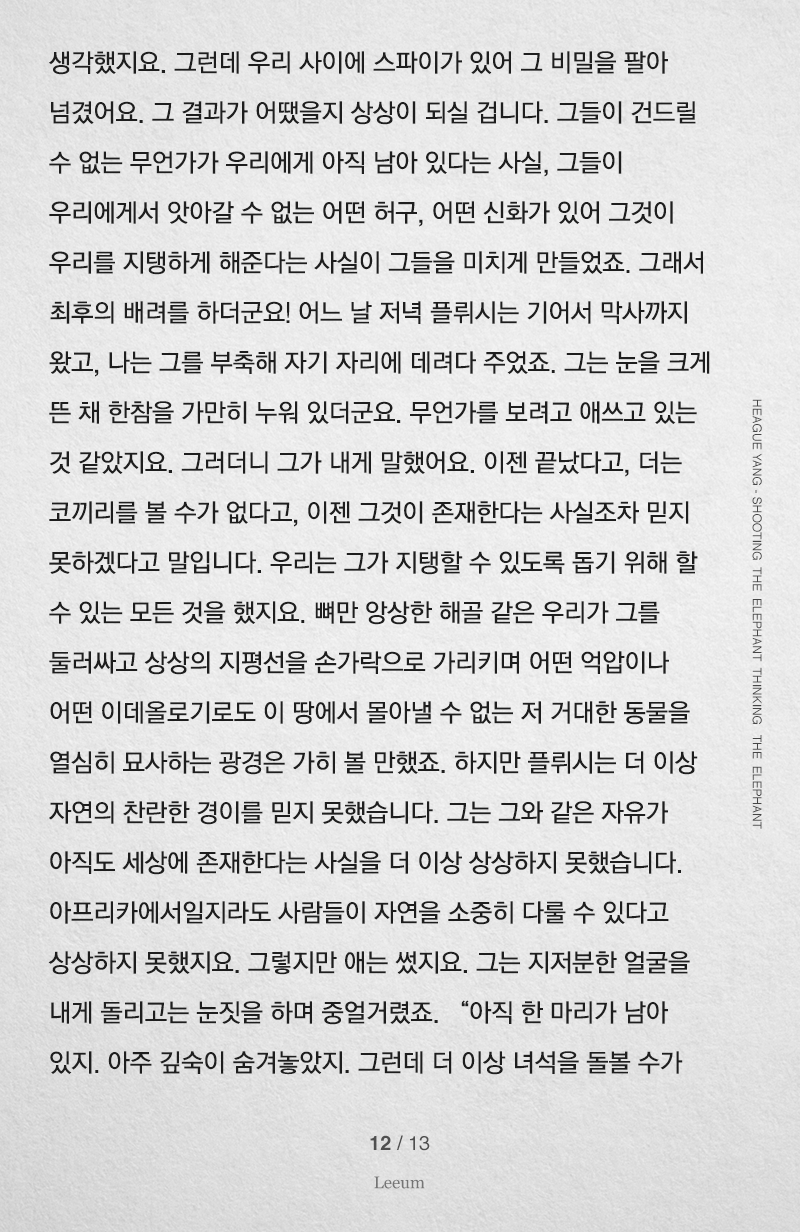 생각했지요. 그런데 우리 사이에 스파이가 있어 그 비밀을 팔아
넘겼어요. 그 결과가 어땠을지 상상이 되실 겁니다. 그들이 건드릴
수 없는 무언가가 우리에게 아직 남아 있다는 사실, 그들이
우리에게서 앗아갈 수 없는 어떤 허구, 어떤 신화가 있어 그것이
우리를 지탱하게 해준다는 사실이 그들을 미치게 만들었죠. 그래서
최후의 배려를 하더군요! 어느 날 저녁 플뤼시는 기어서 막사까지
왔고, 나는 그를 부축해 자기 자리에 데려다 주었죠. 그는 눈을 크게
뜬 채 한참을 가만히 누워 있더군요. 무언가를 보려고 애쓰고 있는
것 같았지요. 그러더니 그가 내게 말했어요. 이젠 끝났다고, 더는
코끼리를 볼 수가 없다고, 이젠 그것이 존재한다는 사실조차 믿지
못하겠다고 말입니다. 우리는 그가 지탱할 수 있도록 돕기 위해 할
수 있는 모든 것을 했지요. 뼈만 앙상한 해골 같은 우리가 그를
둘러싸고 상상의 지평선을 손가락으로 가리키며 어떤 억압이나
어떤 이데올로기로도 이 땅에서 몰아낼 수 없는 저 거대한 동물을
열심히 묘사하는 광경은 가히 볼 만했죠. 하지만 플뤼시는 더 이상
자연의 찬란한 경이를 믿지 못했습니다. 그는 그와 같은 자유가
아직도 세상에 존재한다는 사실을 더 이상 상상하지 못했습니다.
아프리카에서일지라도 사람들이 자연을 소중히 다룰 수 있다고
상상하지 못했지요. 그렇지만 애는 썼지요. 그는 지저분한 얼굴을
내게 돌리고는 눈짓을 하며 중얼거렸죠. “아직 한 마리가 남아
있지. 아주 깊숙이 숨겨놓았지. 그런데 더 이상 녀석을 돌볼 수가
HEAGUE YANG - SHOOTING THE ELEPHANT THINKING THE ELEPHANT
12 / 13
Leeum